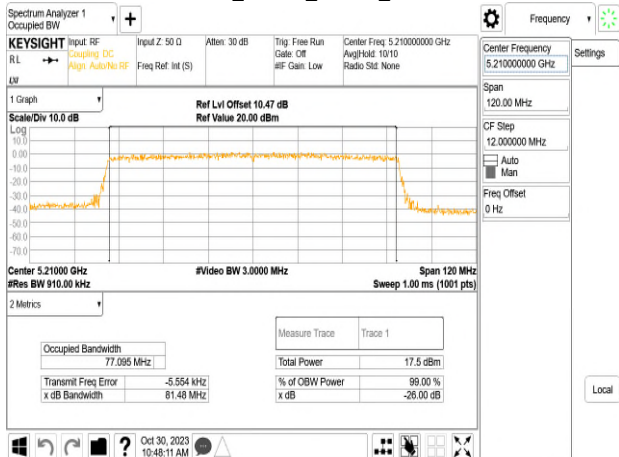 Spectrum Analyzer 1
Occupied BW
Frequency
Settings
KEYSIGHT
RL
LXI
Input: RF
Coupling: DC
Align: Auto/No RF
Input Z: 50 Ω
Freq Ref: Int (S)
Atten: 30 dB
Trig: Free Run
Gate: Off
#IF Gain: Low
Center Freq: 5.210000000 GHz
Avg|Hold: 10/10
Radio Std: None
Center Frequency
5.210000000 GHz
Span
120.00 MHz
CF Step
12.000000 MHz
Auto
Man
Freq Offset
0 Hz
Local
1 Graph
Scale/Div 10.0 dB
Ref Lvl Offset 10.47 dB
Ref Value 20.00 dBm
Log
10.0
0.00
-10.0
-20.0
-30.0
-40.0
-50.0
-60.0
-70.0
Center 5.21000 GHz
#Video BW 3.0000 MHz
Span 120 MHz
#Res BW 910.00 kHz
Sweep 1.00 ms (1001 pts)
2 Metrics
Measure Trace Trace 1
Occupied Bandwidth
77.095 MHz
Total Power 17.5 dBm
Transmit Freq Error -5.554 kHz
% of OBW Power 99.00 %
x dB Bandwidth 81.48 MHz
x dB -26.00 dB
Oct 30, 2023
10:48:11 AM